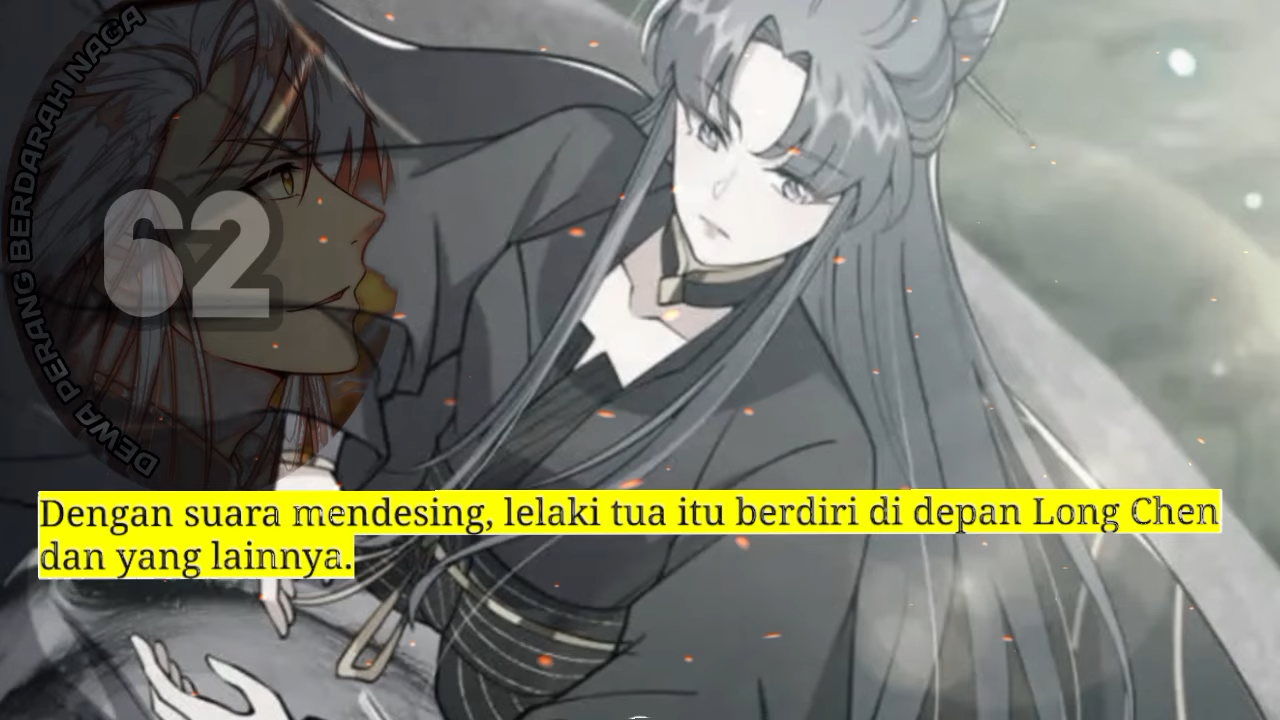 DEWA PERANG BERDARAH NAGA
62
Dengan suara mendesing, lelaki tua itu berdiri di depan Long Chen
dan yang lainnya.